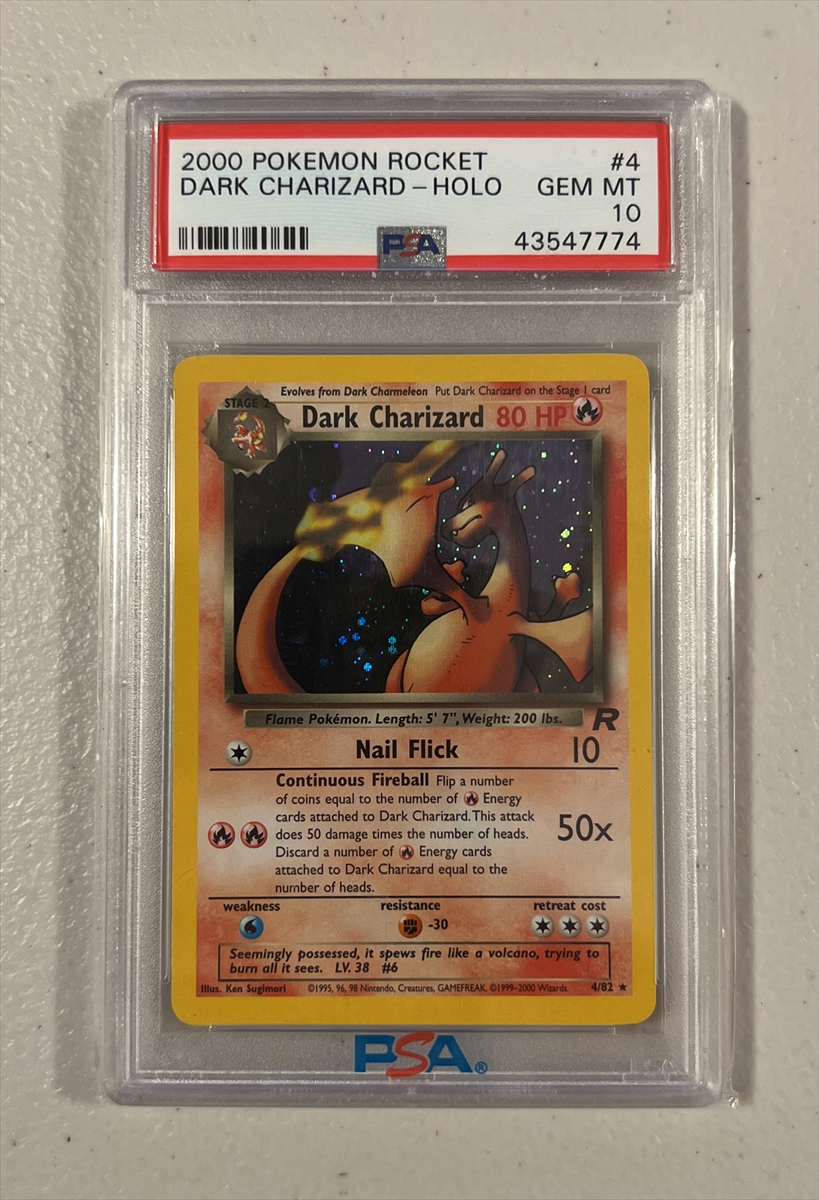 2000 POKEMON ROCKET #4
DARK CHARIZARD - HOLO GEM MT
10
PSA 43547774
Evolves from Dark Charmeleon Put Dark Charizard on the Stage 1 card
STAGE 2
Dark Charizard 80 HP
Flame Pokémon. Length: 5' 7", Weight: 200 lbs.
R
Nail Flick 10
Continuous Fireball Flip a number
of coins equal to the number of Energy
cards attached to Dark Charizard. This attack
does 50 damage times the number of heads.
50x
Discard a number of Energy cards
attached to Dark Charizard equal to the
number of heads.
weakness resistance retreat cost
-30
Seemingly possessed, it spews fire like a volcano, trying to
burn all it sees. LV. 38 #6
Illus. Ken Sugimori ©1995, 96, 98 Nintendo, Creatures, GAMEFREAK. ©1999-2000 Wizards. 4/82 ★
PSA®